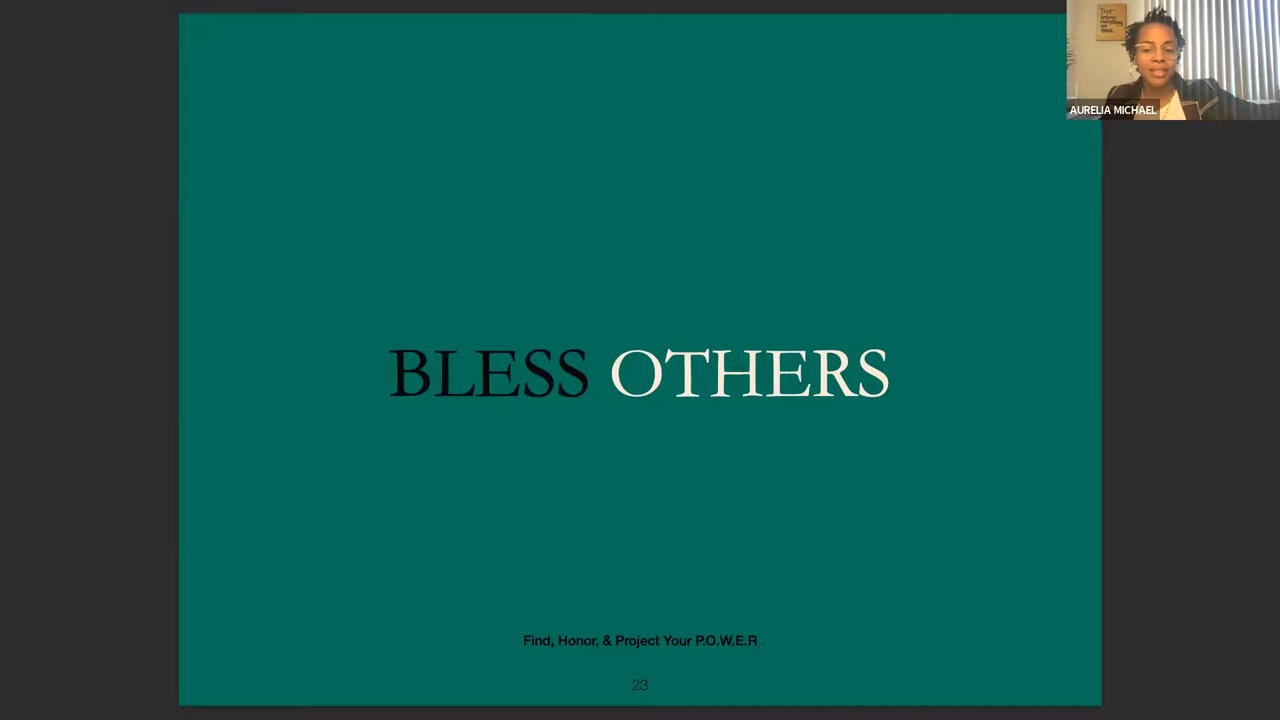 AURELIA MICHAEL
BLESS OTHERS
Find, Honor, & Project Your P.O.W.E.R
23